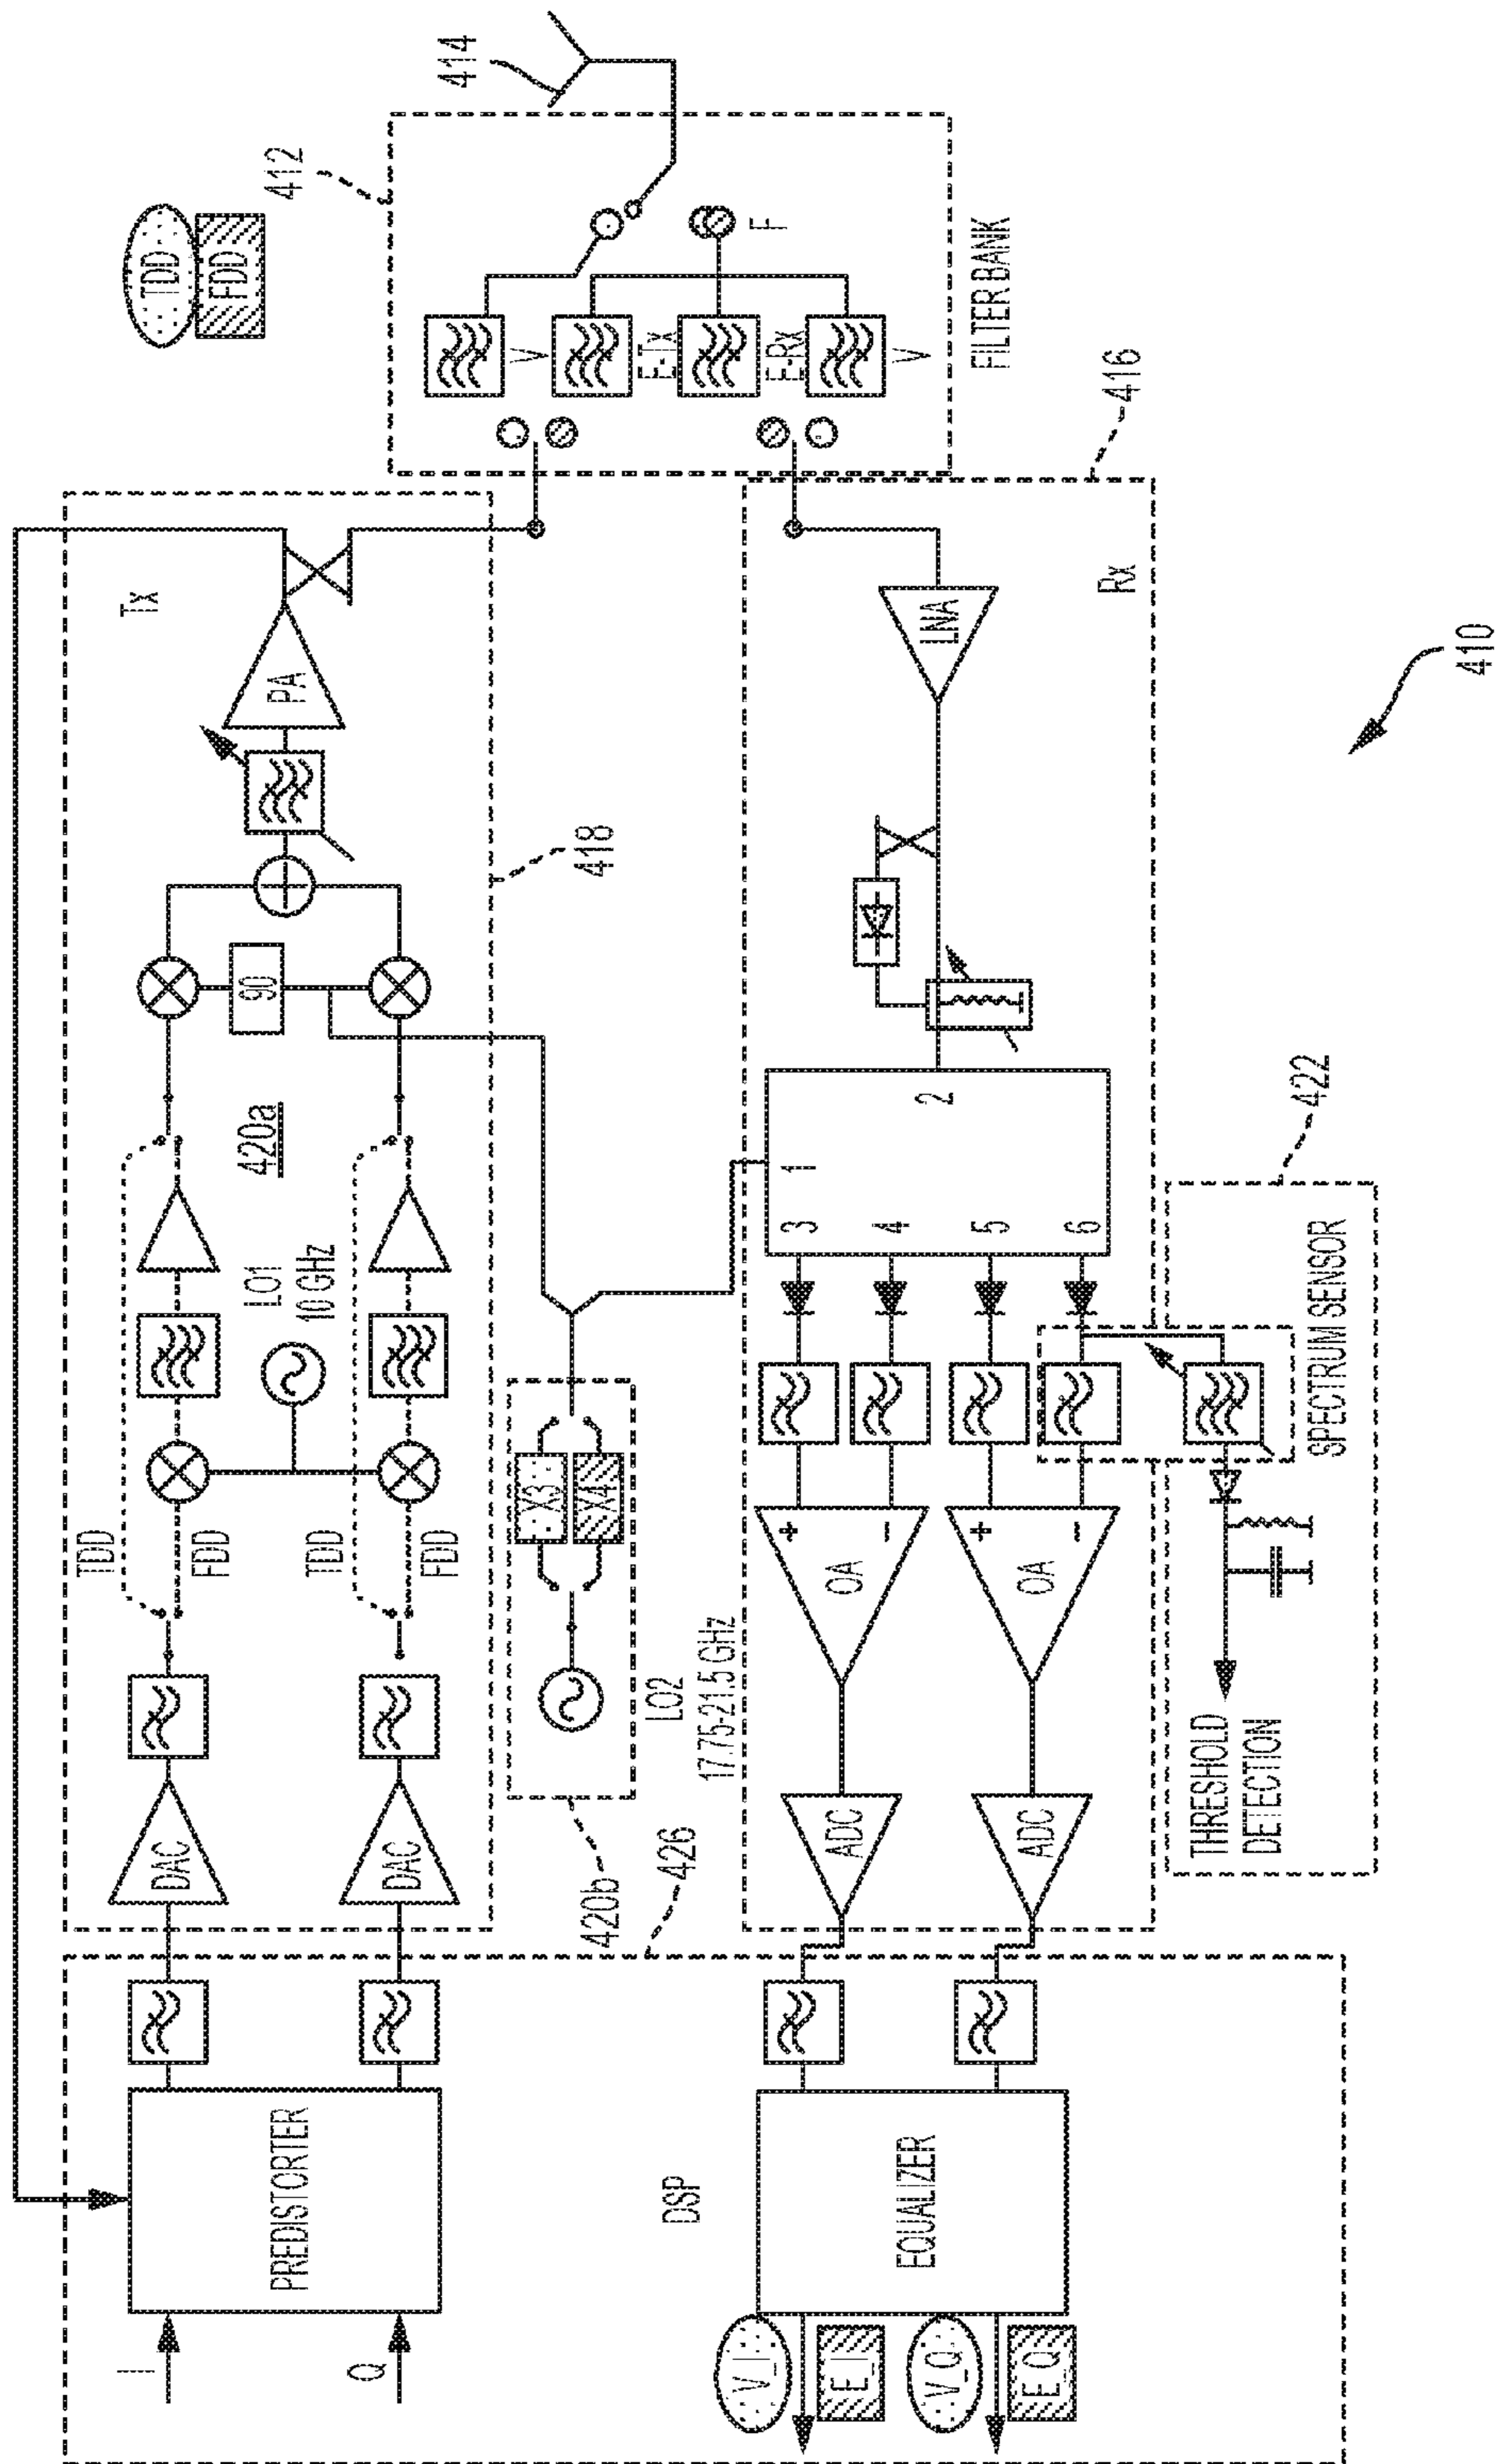 TDD
FDD
412
414
Tx
PA
418
90
420a
LO1
10 GHz
TDD
FDD
TDD
FDD
DAC
DAC
PREDISTORTER
I
Q
V
E-Tx
E-Rx
V
F
FILTER BANK
416
X3
X4
LO2
17.75-21.5 GHz
420b
426
Rx
LNA
1
2
3
4
5
6
+
-
OA
+
-
OA
ADC
ADC
422
SPECTRUM SENSOR
THRESHOLD
DETECTION
DSP
EQUALIZER
V_I
E_I
V_Q
E_Q
410